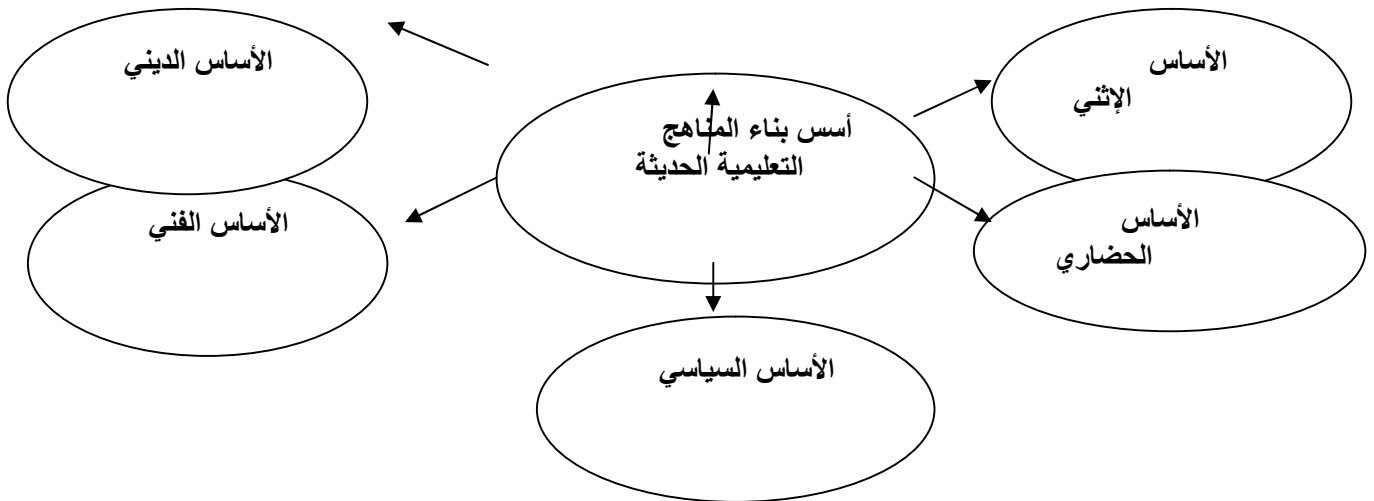 الأساس
الإثني
أسس بناء المناهج
التعليمية الحديثة
الأساس الديني
الأساس
الحضاري
الأساس الفني
الأساس السياسي